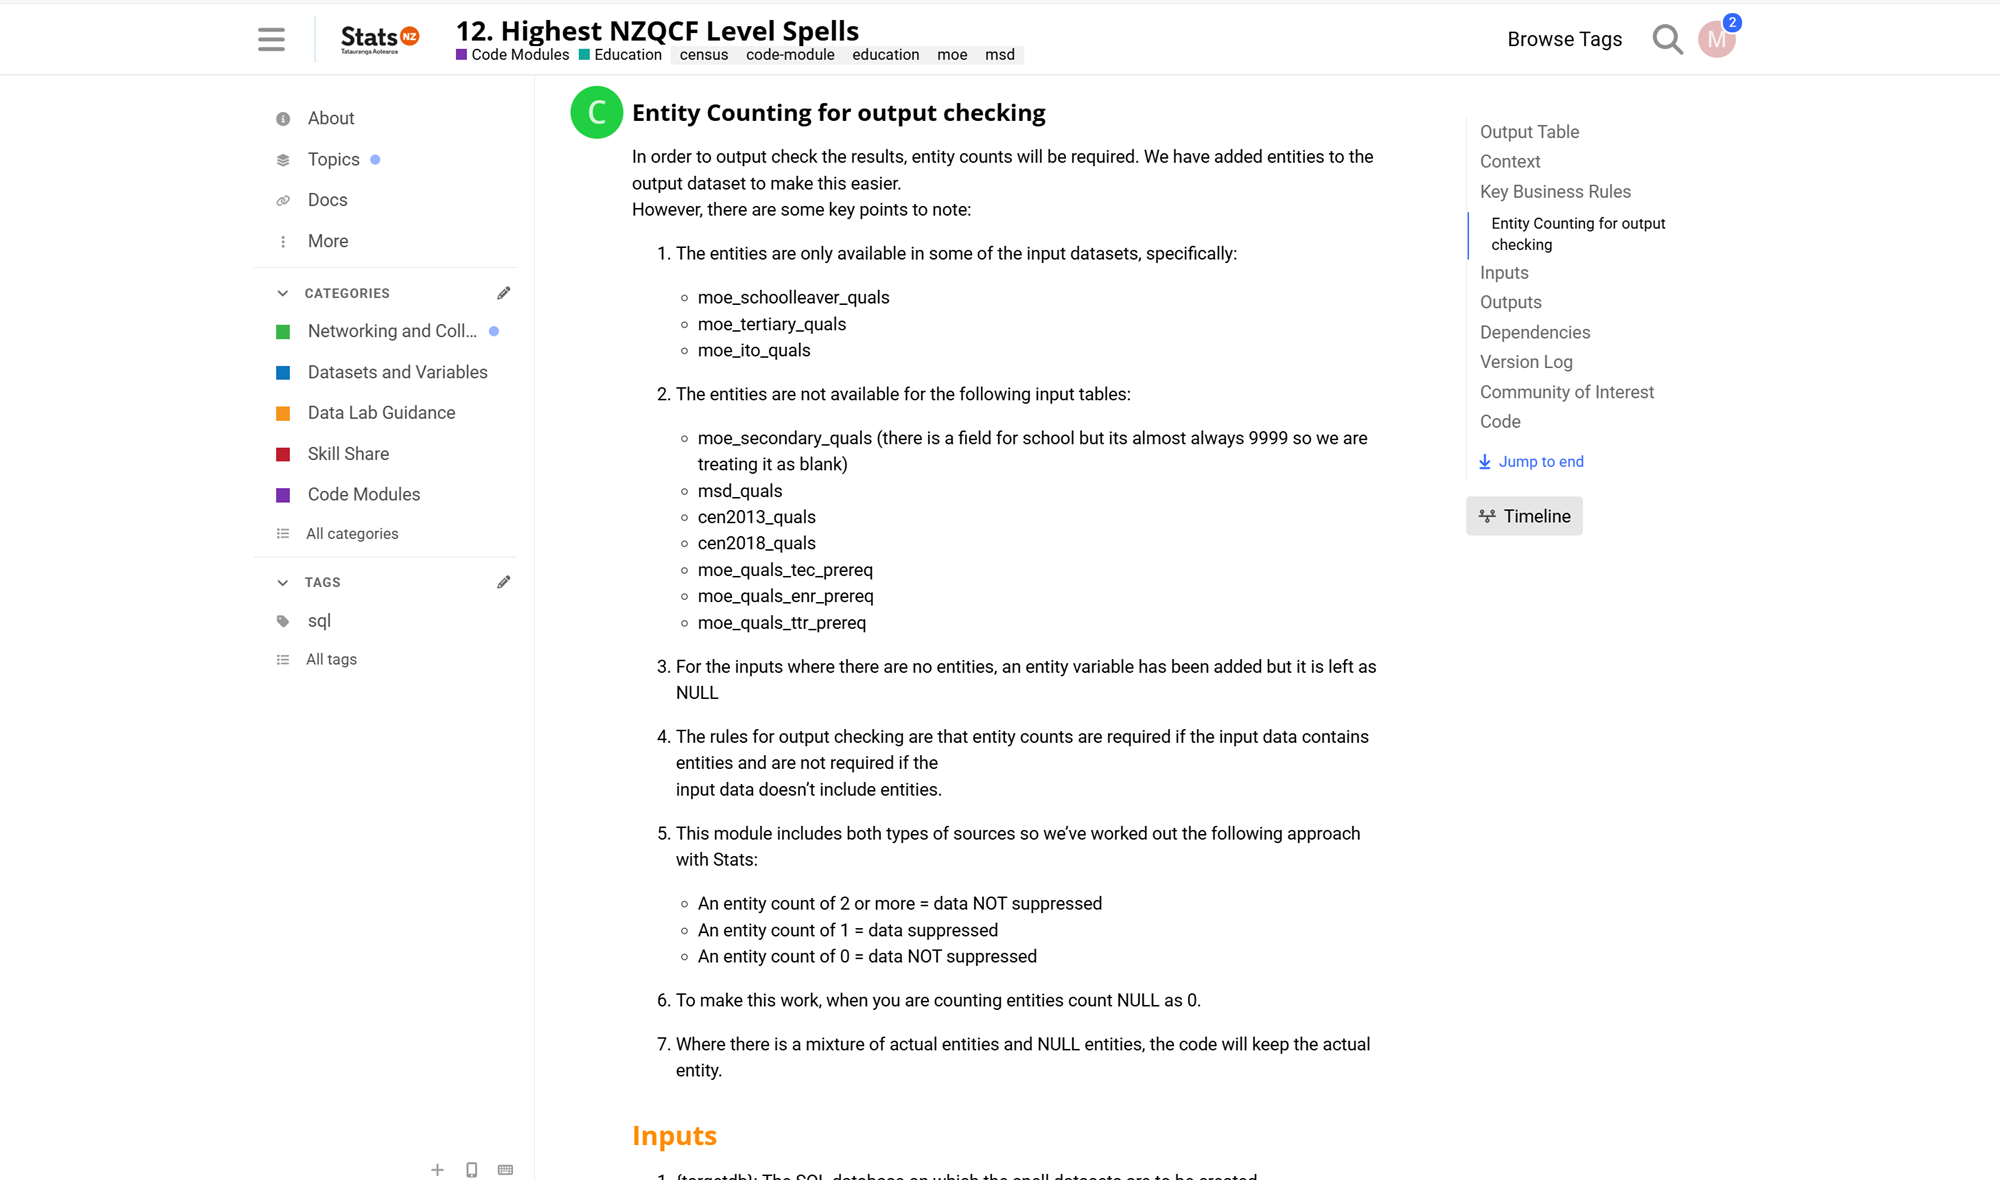 Stats NZ
Tatauranga Aotearoa
12. Highest NZQCF Level Spells
Code Modules Education census code-module education moe msd
Browse Tags
M
2
About
Topics
Docs
More
CATEGORIES
Networking and Coll...
Datasets and Variables
Data Lab Guidance
Skill Share
Code Modules
All categories
TAGS
sql
All tags
C
Entity Counting for output checking
In order to output check the results, entity counts will be required. We have added entities to the
output dataset to make this easier.
However, there are some key points to note:
1. The entities are only available in some of the input datasets, specifically:
moe_schoolleaver_quals
moe_tertiary_quals
moe_ito_quals
2. The entities are not available for the following input tables:
moe_secondary_quals (there is a field for school but its almost always 9999 so we are
treating it as blank)
msd_quals
cen2013_quals
cen2018_quals
moe_quals_tec_prereq
moe_quals_enr_prereq
moe_quals_ttr_prereq
3. For the inputs where there are no entities, an entity variable has been added but it is left as
NULL
4. The rules for output checking are that entity counts are required if the input data contains
entities and are not required if the
input data doesn’t include entities.
5. This module includes both types of sources so we’ve worked out the following approach
with Stats:
An entity count of 2 or more = data NOT suppressed
An entity count of 1 = data suppressed
An entity count of 0 = data NOT suppressed
6. To make this work, when you are counting entities count NULL as 0.
7. Where there is a mixture of actual entities and NULL entities, the code will keep the actual
entity.
Inputs
1. {targetdb}: The SQL database on which the spell datasets are to be created
Output Table
Context
Key Business Rules
Entity Counting for output
checking
Inputs
Outputs
Dependencies
Version Log
Community of Interest
Code
Jump to end
Timeline